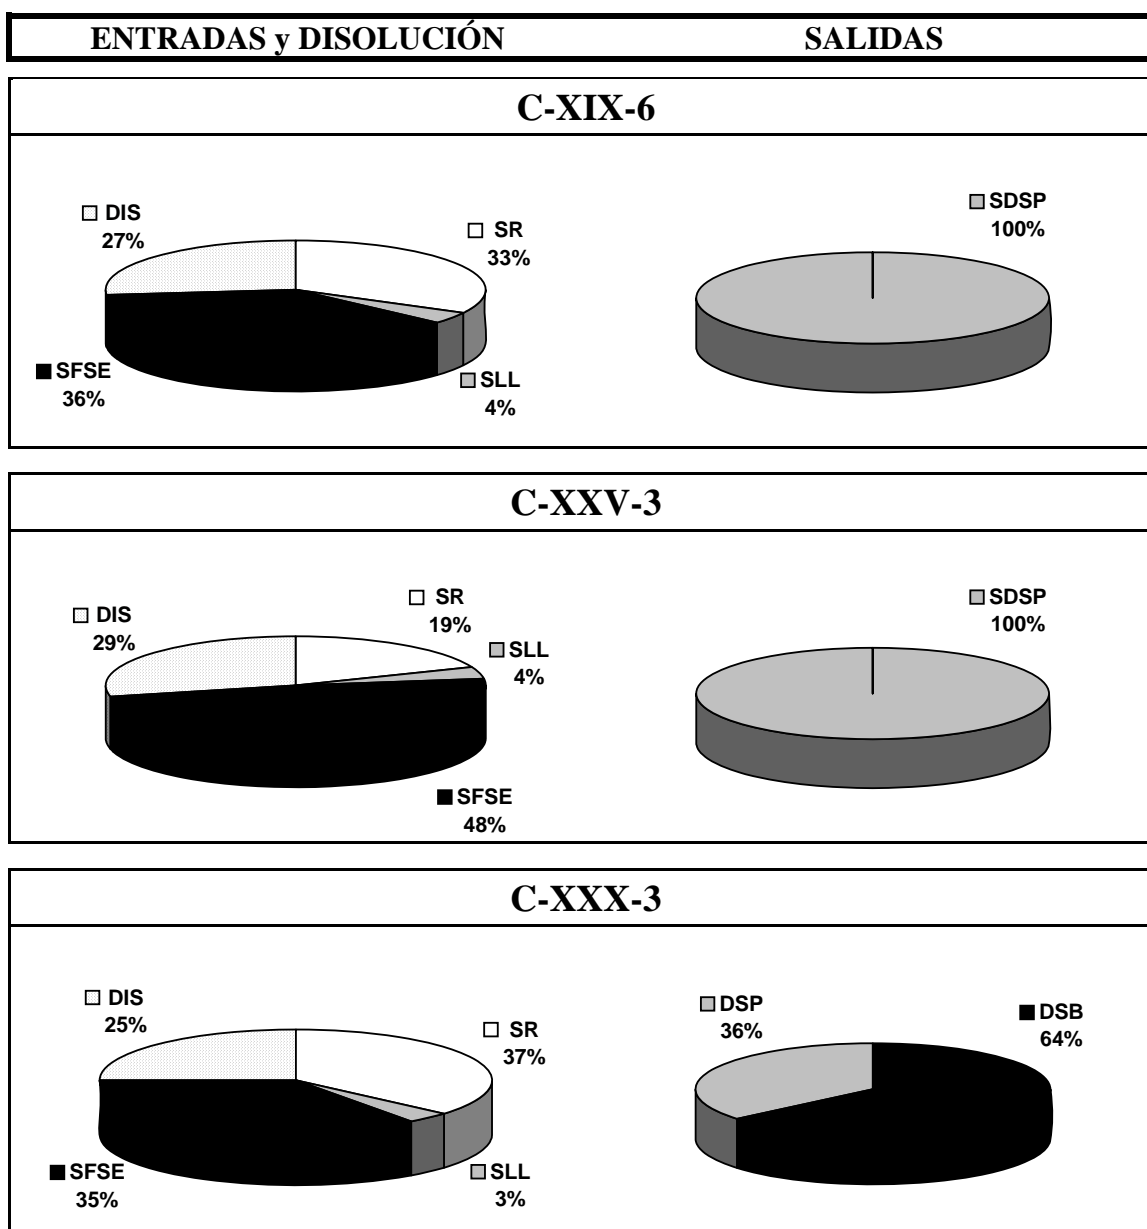 ENTRADAS y DISOLUCIÓN SALIDAS
C-XIX-6
DIS
27%
SR
33%
SFSE
36%
SLL
4%
SDSP
100%
C-XXV-3
DIS
29%
SR
19%
SLL
4%
SFSE
48%
SDSP
100%
C-XXX-3
DIS
25%
SR
37%
SFSE
35%
SLL
3%
DSP
36%
DSB
64%